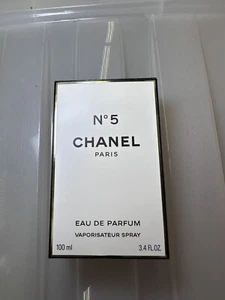 N°5
CHANEL
PARIS
EAU DE PARFUM
VAPORISATEUR SPRAY
100 ml 3.4 FL.OZ.